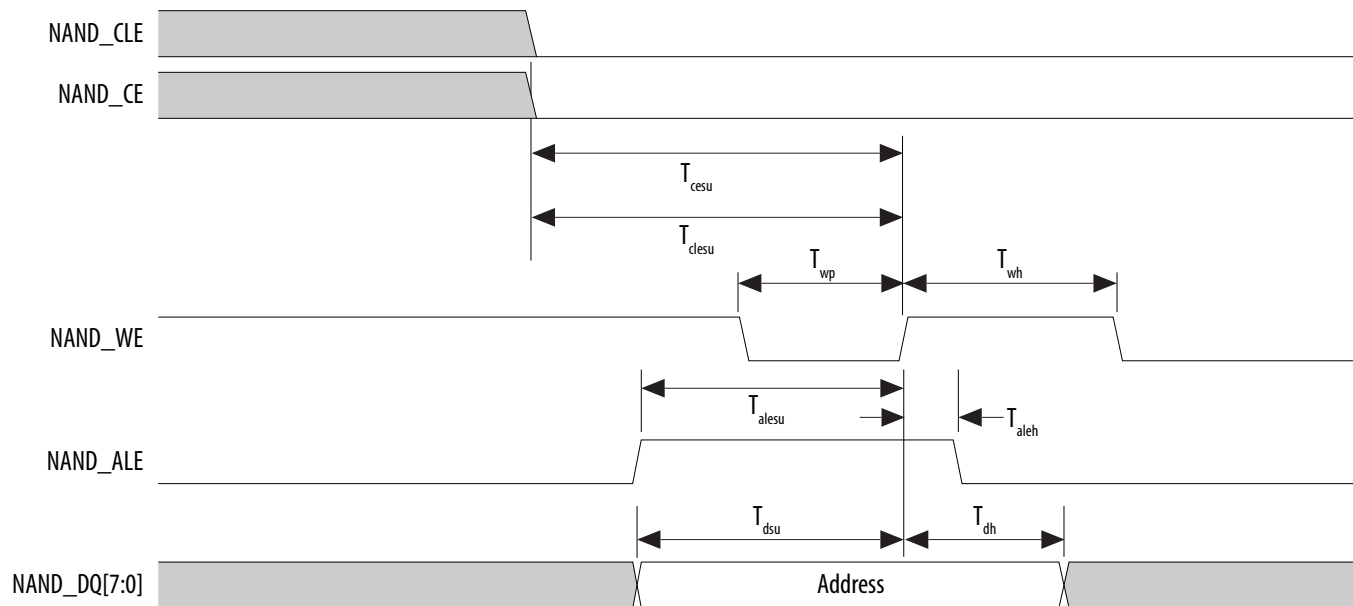 NAND_CLE
NAND_CE
T_cesu
T_clesu
T_wp
T_wh
NAND_WE
T_alesu
T_aleh
NAND_ALE
T_dsu
T_dh
NAND_DQ[7:0]
Address